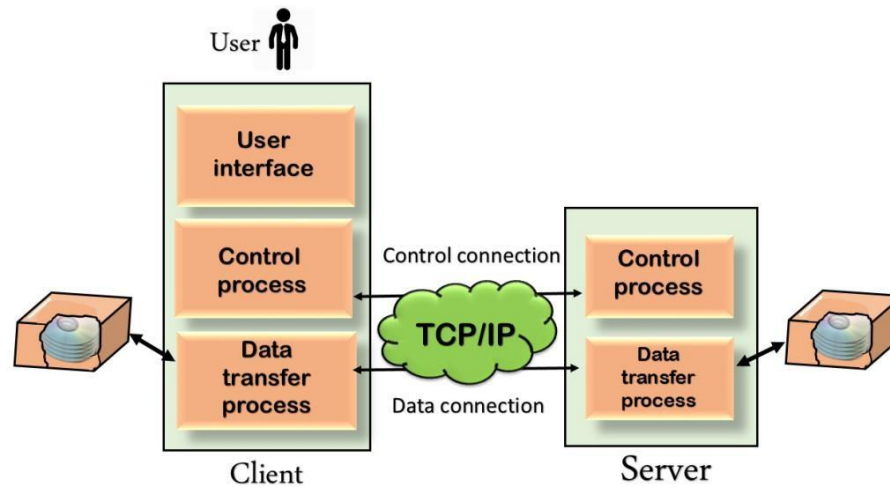 User
User
interface
Control
process
Data
transfer
process
Client
Control connection
TCP/IP
Data connection
Control
process
Data
transfer
process
Server